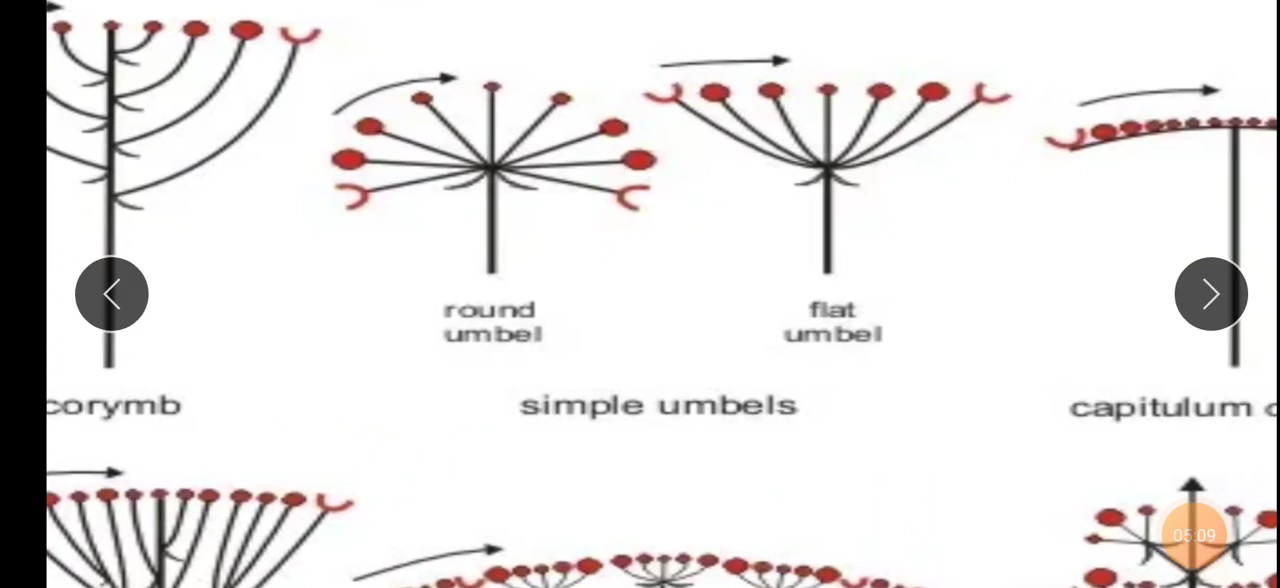 round
umbel
flat
umbel
corymb
simple umbels
capitulum
05:09